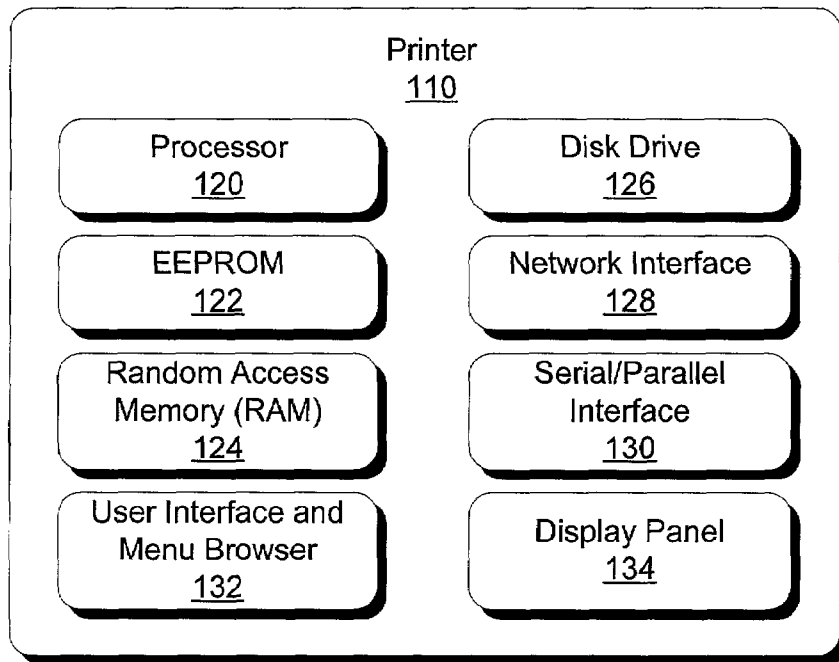 Printer
110
Processor
120
Disk Drive
126
EEPROM
122
Network Interface
128
Random Access
Memory (RAM)
124
Serial/Parallel
Interface
130
User Interface and
Menu Browser
132
Display Panel
134